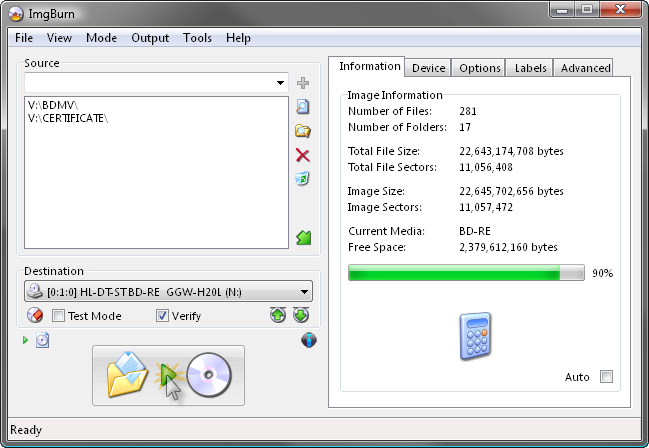 ImgBurn
File View Mode Output Tools Help
Source
V:\BDMV\
V:\CERTIFICATE\
Destination
[0:1:0] HL-DT-STBD-RE GGW-H20L (N:)
Test Mode Verify
Information Device Options Labels Advanced
Image Information
Number of Files: 281
Number of Folders: 17
Total File Size: 22,643,174,708 bytes
Total File Sectors: 11,056,408
Image Size: 22,645,702,656 bytes
Image Sectors: 11,057,472
Current Media: BD-RE
Free Space: 2,379,612,160 bytes
90%
Auto
Ready